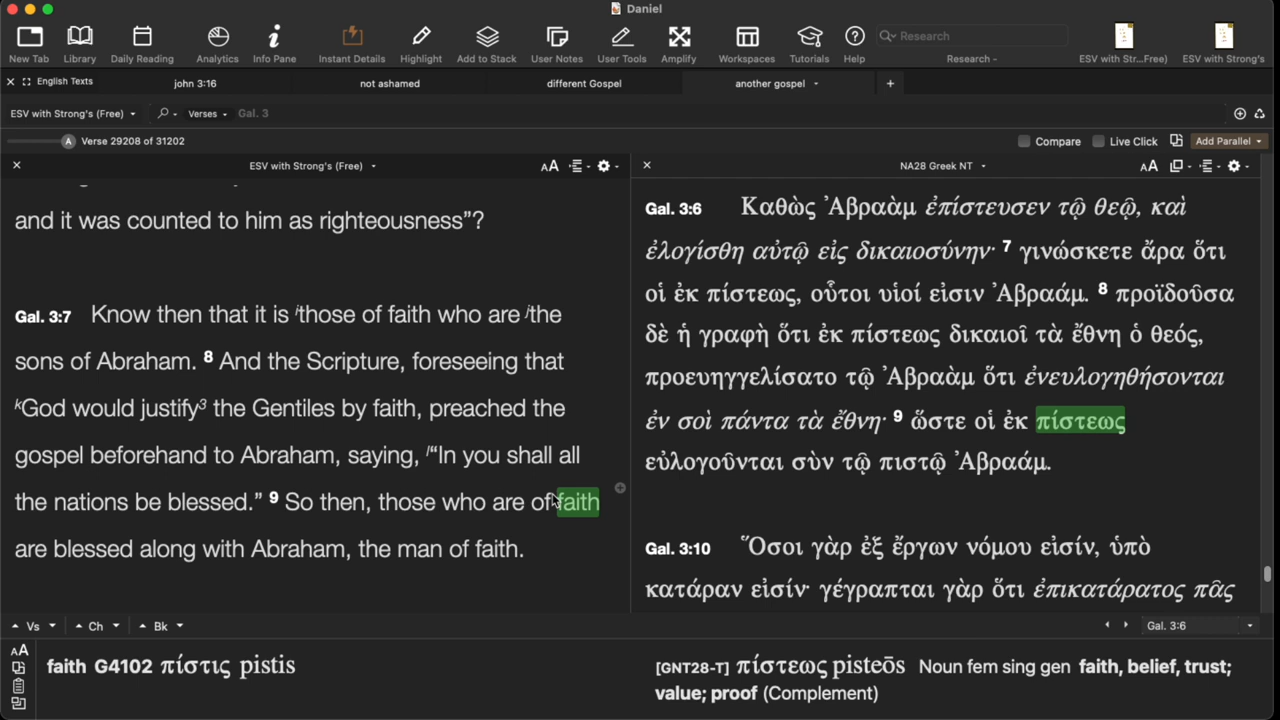 Daniel
New Tab Library Daily Reading Analytics Info Pane Instant Details Highlight Add to Stack User Notes User Tools Amplify Workspaces Tutorials Help Research Research - ESV with Str...Free) ESV with Strong's
English Texts john 3:16 not ashamed different Gospel another gospel +
ESV with Strong's (Free) Verses Gal. 3
A Verse 29208 of 31202 Compare Live Click Add Parallel
ESV with Strong's (Free) AA
and it was counted to him as righteousness”?
Gal. 3:7 Know then that it is i those of faith who are j the
sons of Abraham. 8 And the Scripture, foreseeing that
k God would justify3 the Gentiles by faith, preached the
gospel beforehand to Abraham, saying, l “In you shall all
the nations be blessed.” 9 So then, those who are of faith
are blessed along with Abraham, the man of faith.
NA28 Greek NT AA
Gal. 3:6 Καθὼς Ἀβραὰμ ἐπίστευσεν τῷ θεῷ, καὶ
ἐλογίσθη αὐτῷ εἰς δικαιοσύνην· 7 γινώσκετε ἄρα ὅτι
οἱ ἐκ πίστεως, οὗτοι υἱοί εἰσιν Ἀβραάμ. 8 προϊδοῦσα
δὲ ἡ γραφὴ ὅτι ἐκ πίστεως δικαιοῖ τὰ ἔθνη ὁ θεός,
προευηγγελίσατο τῷ Ἀβραὰμ ὅτι ἐνευλογηθήσονται
ἐν σοὶ πάντα τὰ ἔθνη· 9 ὥστε οἱ ἐκ πίστεως
εὐλογοῦνται σὺν τῷ πιστῷ Ἀβραάμ.
Gal. 3:10 Ὅσοι γὰρ ἐξ ἔργων νόμου εἰσίν, ὑπὸ
κατάραν εἰσίν· γέγραπται γὰρ ὅτι ἐπικατάρατος πᾶς
Vs Ch Bk Gal. 3:6
AA faith G4102 πίστις pistis
[GNT28-T] πίστεως pisteōs Noun fem sing gen faith, belief, trust;
value; proof (Complement)